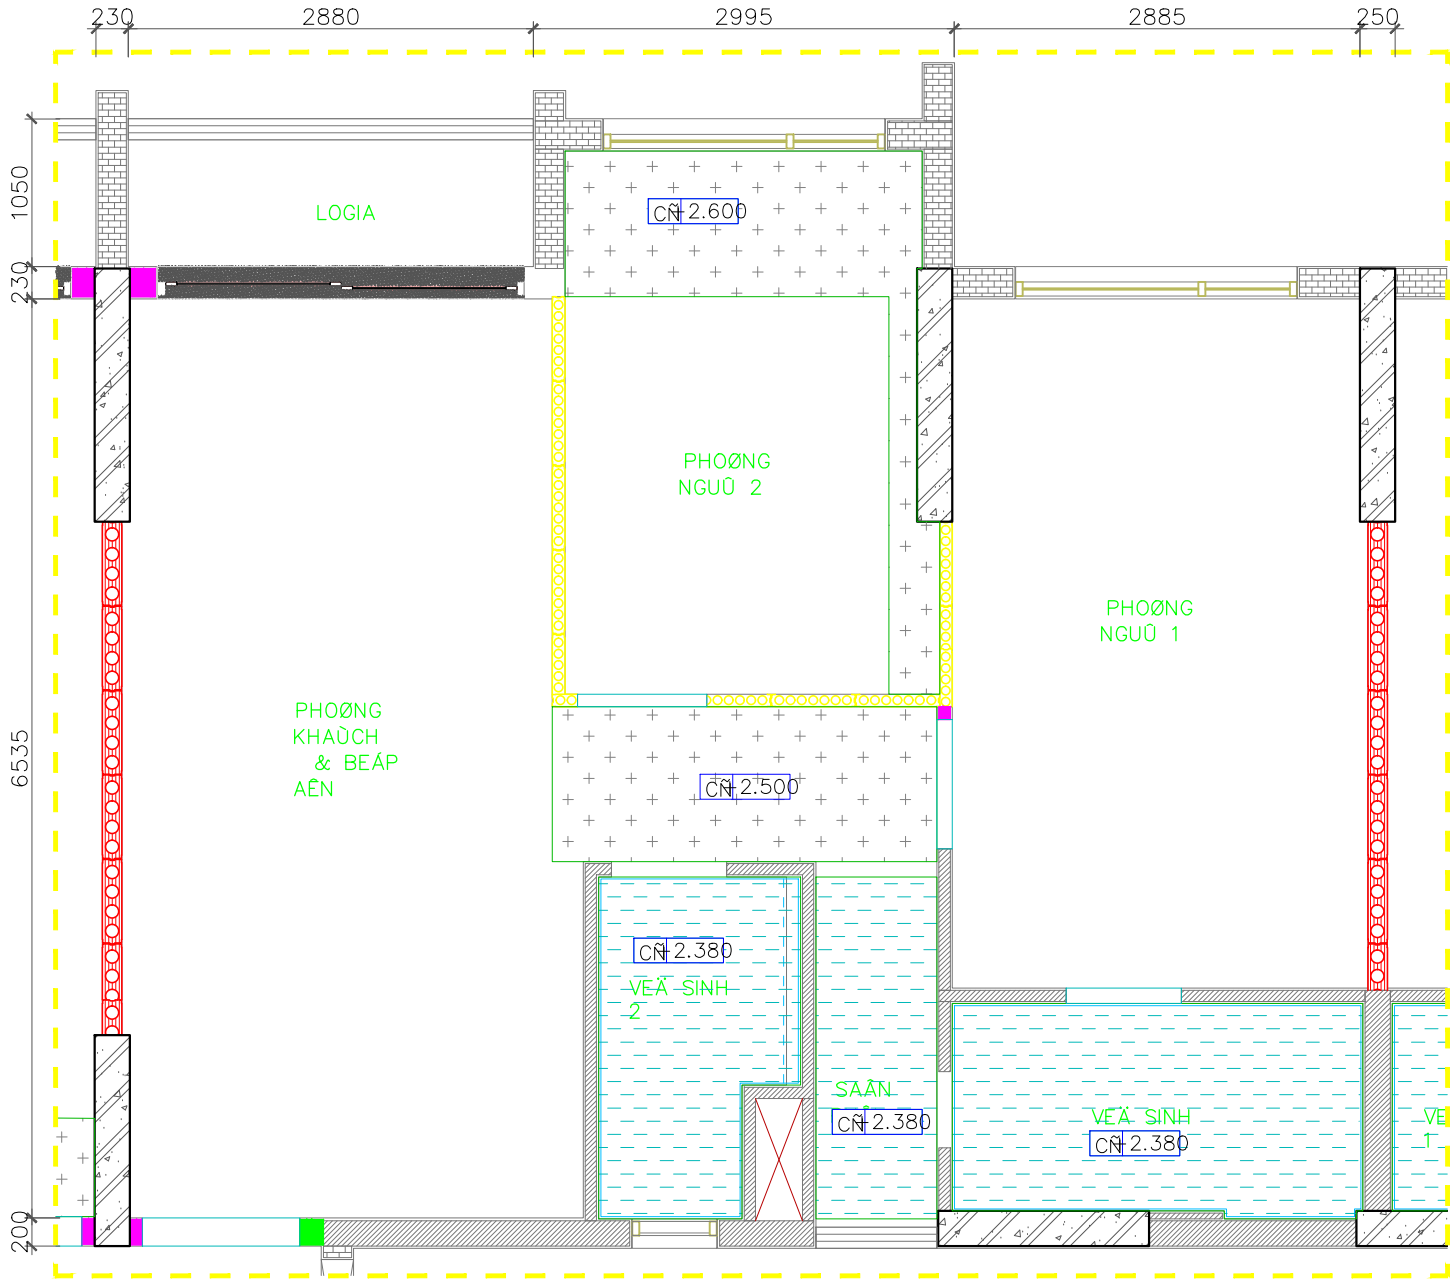 230 2880 2995 2885 250
1050
LOGIA
CÑ +2.600
230
PHOØNG
NGUÛ 2
PHOØNG
NGUÛ 1
PHOØNG
KHAÙCH
& BEÁP
AÊN
6535
CÑ +2.500
CÑ +2.380
VEÄ SINH
2
SAÂN
CÑ +2.380
VEÄ SINH
CÑ +2.380
VE
1
200